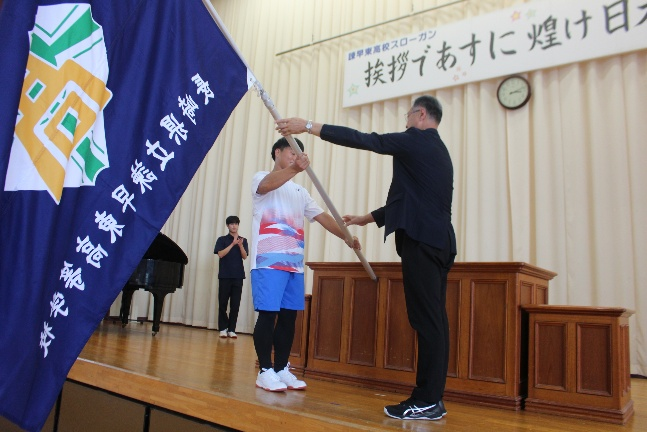 諫早東高校スローガン
挨拶であすに 煌け 日本
長崎県立諫早東高等学校
高